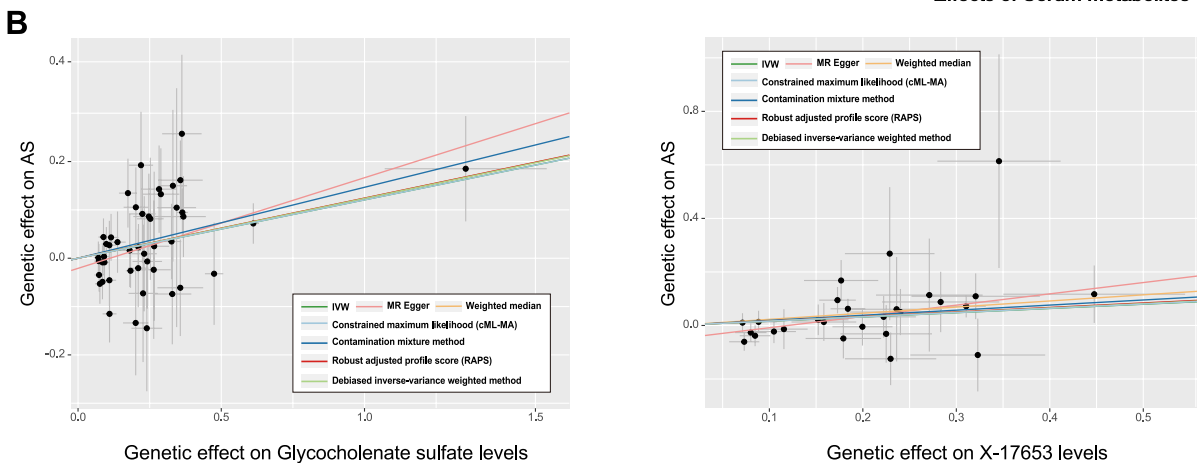 B
Genetic effect on AS
0.4
0.2
0.0
-0.2
IVW MR Egger Weighted median
Constrained maximum likelihood (cML-MA)
Contamination mixture method
Robust adjusted profile score (RAPS)
Debiased inverse-variance weighted method
0.0 0.5 1.0 1.5
Genetic effect on Glycocholenate sulfate levels
Genetic effect on AS
0.8
0.4
0.0
IVW MR Egger Weighted median
Constrained maximum likelihood (cML-MA)
Contamination mixture method
Robust adjusted profile score (RAPS)
Debiased inverse-variance weighted method
0.1 0.2 0.3 0.4 0.5
Genetic effect on X-17653 levels